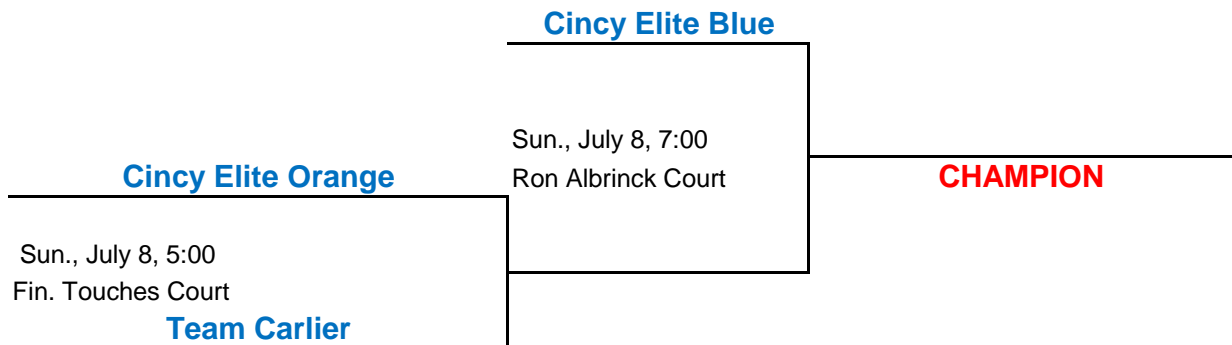 Cincy Elite Blue
Sun., July 8, 7:00
Ron Albrinck Court
CHAMPION
Cincy Elite Orange
Sun., July 8, 5:00
Fin. Touches Court
Team Carlier